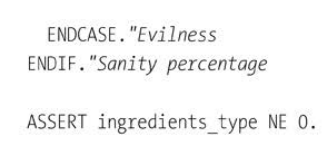 ENDCASE."Evilness
ENDIF."Sanity percentage
ASSERT ingredients_type NE 0.